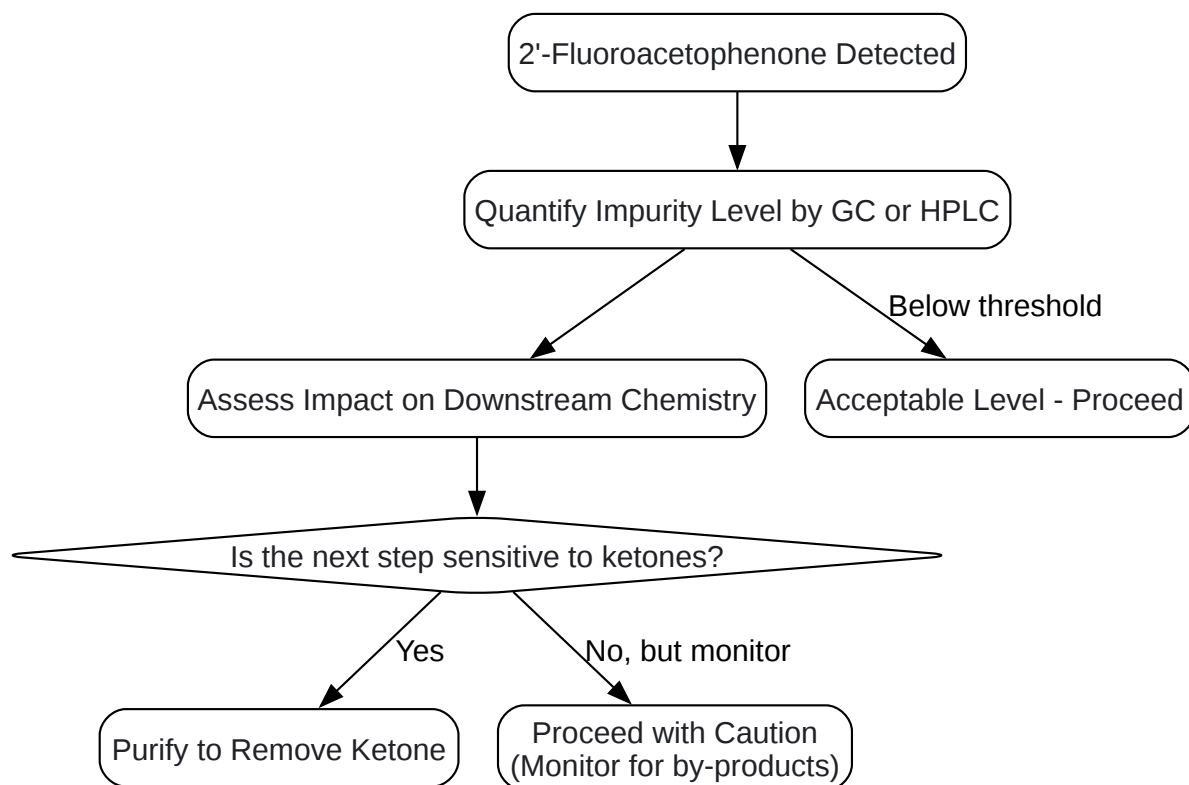 2'-Fluoroacetophenone Detected
Quantify Impurity Level by GC or HPLC
Below threshold
Assess Impact on Downstream Chemistry
Acceptable Level - Proceed
Is the next step sensitive to ketones?
Yes
No, but monitor
Purify to Remove Ketone
Proceed with Caution
(Monitor for by-products)